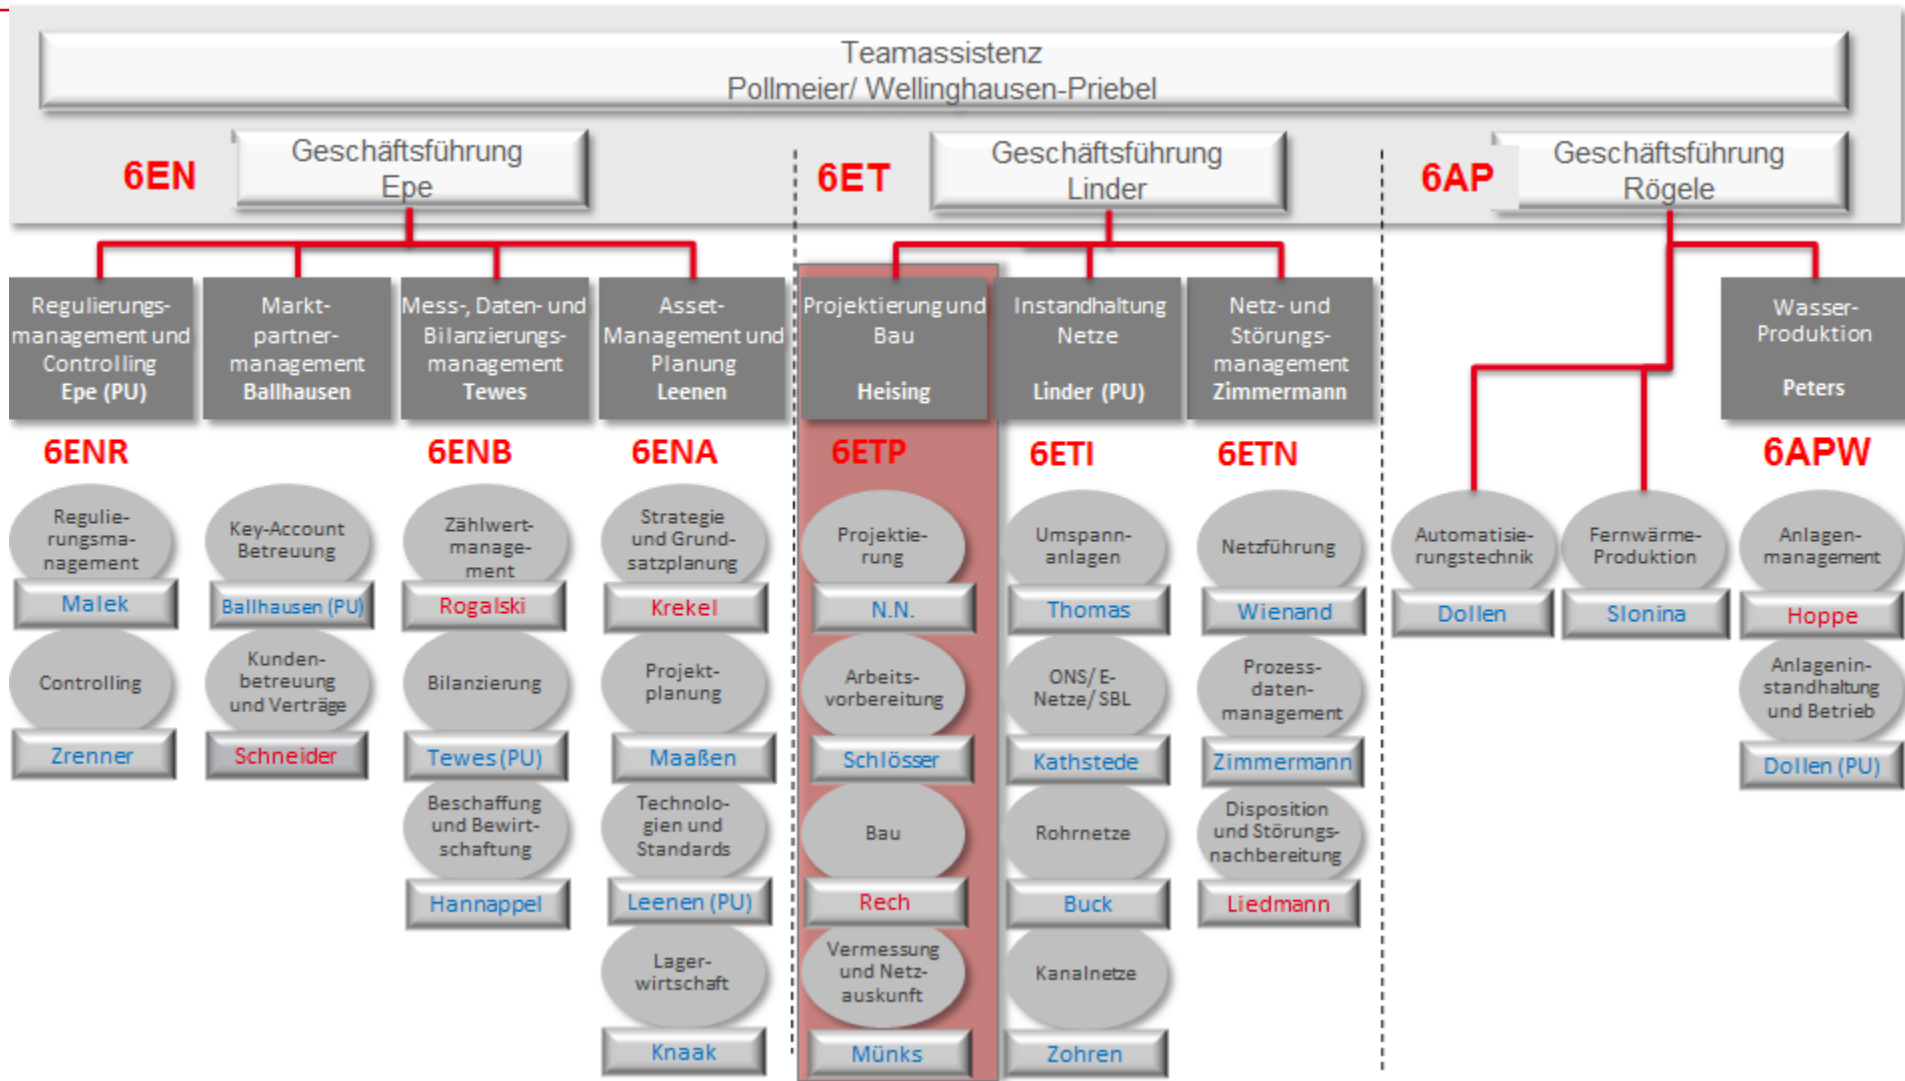 Teamassistenz
Pollmeier/ Wellinghausen-Priebel
6EN
Geschäftsführung
Epe
6ET
Geschäftsführung
Linder
6AP
Geschäftsführung
Rögele
Regulierungs-
management und
Controlling
Epe (PU)
Markt-
partner-
management
Ballhausen
Mess-, Daten- und
Bilanzierungs-
management
Tewes
Asset-
Management und
Planung
Leenen
Projektierung und
Bau
Heising
Instandhaltung
Netze
Linder (PU)
Netz- und
Störungs-
management
Zimmermann
Wasser-
Produktion
Peters
6ENR
6ENB
6ENA
6ETP
6ETI
6ETN
6APW
Regulie-
rungsma-
nagement
Malek
Controlling
Zrenner
Key-Account
Betreuung
Ballhausen (PU)
Kunden-
betreuung
und Verträge
Schneider
Zählwert-
manage-
ment
Rogalski
Bilanzierung
Tewes (PU)
Beschaffung
und Bewirt-
schaftung
Hannappel
Strategie
und Grund-
satzplanung
Krekel
Projekt-
planung
Maaßen
Technolo-
gien und
Standards
Leenen (PU)
Lager-
wirtschaft
Knaak
Projektie-
rung
N.N.
Arbeits-
vorbereitung
Schlösser
Bau
Rech
Vermessung
und Netz-
auskunft
Münks
Umspann-
anlagen
Thomas
ONS/ E-
Netze/ SBL
Kathstede
Rohrnetze
Buck
Kanalnetze
Zohren
Netzführung
Wienand
Prozess-
daten-
management
Zimmermann
Disposition
und Störungs-
nachbereitung
Liedmann
Automatisie-
rungstechnik
Dollen
Fernwärme-
Produktion
Slonina
Anlagen-
management
Hoppe
Anlagenin-
standhaltung
und Betrieb
Dollen (PU)